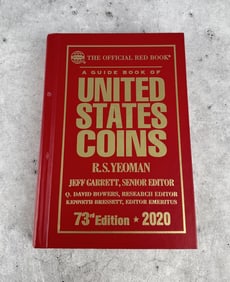 THE OFFICIAL RED BOOK®
A GUIDE BOOK OF
UNITED
STATES
COINS
R.S. YEOMAN
JEFF GARRETT, SENIOR EDITOR
Q. DAVID BOWERS, RESEARCH EDITOR
KENNETH BRESSETT, EDITOR EMERITUS
73rd Edition ★ 2020